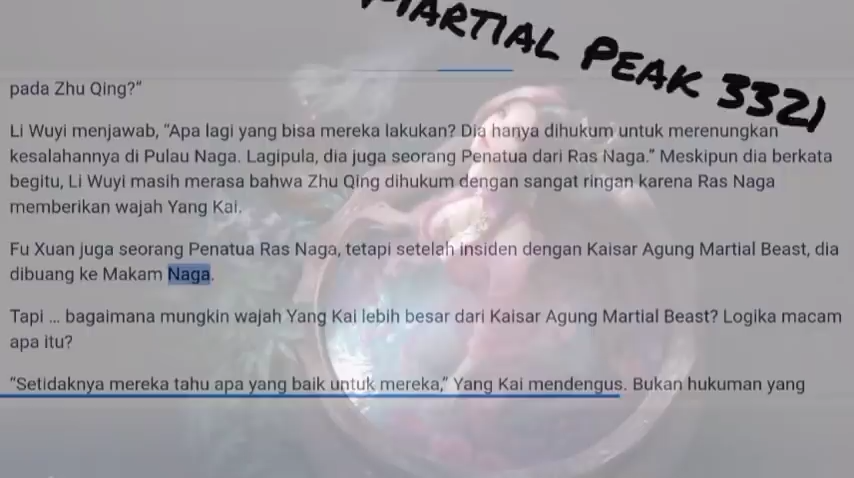 MARTIAL PEAK 3321
pada Zhu Qing?”
Li Wuyi menjawab, “Apa lagi yang bisa mereka lakukan? Dia hanya dihukum untuk merenungkan
kesalahannya di Pulau Naga. Lagipula, dia juga seorang Penatua dari Ras Naga.” Meskipun dia berkata
begitu, Li Wuyi masih merasa bahwa Zhu Qing dihukum dengan sangat ringan karena Ras Naga
memberikan wajah Yang Kai.
Fu Xuan juga seorang Penatua Ras Naga, tetapi setelah insiden dengan Kaisar Agung Martial Beast, dia
dibuang ke Makam Naga.
Tapi ... bagaimana mungkin wajah Yang Kai lebih besar dari Kaisar Agung Martial Beast? Logika macam
apa itu?
“Setidaknya mereka tahu apa yang baik untuk mereka,” Yang Kai mendengus. Bukan hukuman yang